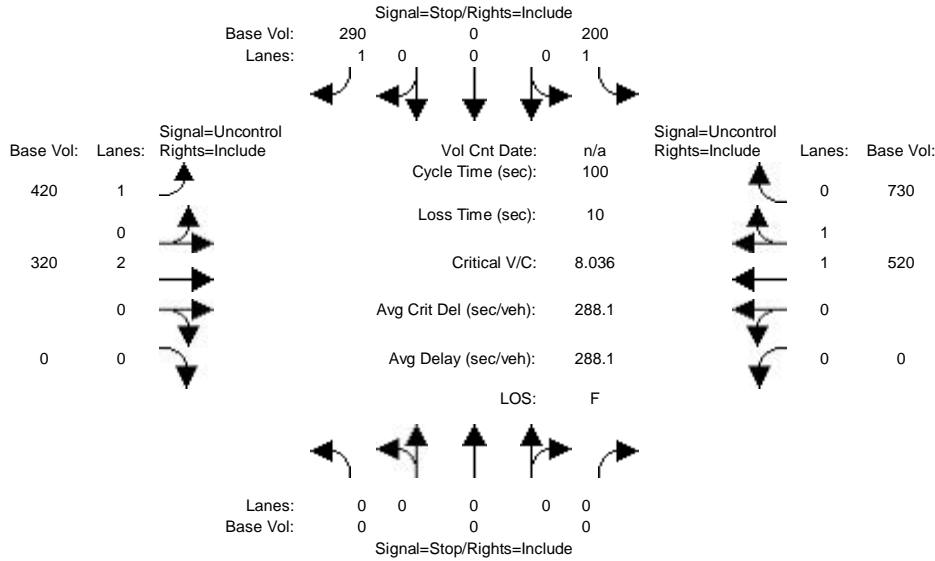 Signal=Stop/Rights=Include
Base Vol: 290 0 200
Lanes: 1 0 0 0 1
Signal=Uncontrol Signal=Uncontrol
Base Vol: Lanes: Rights=Include Vol Cnt Date: n/a Rights=Include Lanes: Base Vol:
Cycle Time (sec): 100
420 1 0 730
Loss Time (sec): 10
0 1
320 2 Critical V/C: 8.036 1 520
0 Avg Crit Del (sec/veh): 288.1 0
0 0 Avg Delay (sec/veh): 288.1 0 0
LOS: F
Lanes: 0 0 0 0 0
Base Vol: 0 0 0
Signal=Stop/Rights=Include